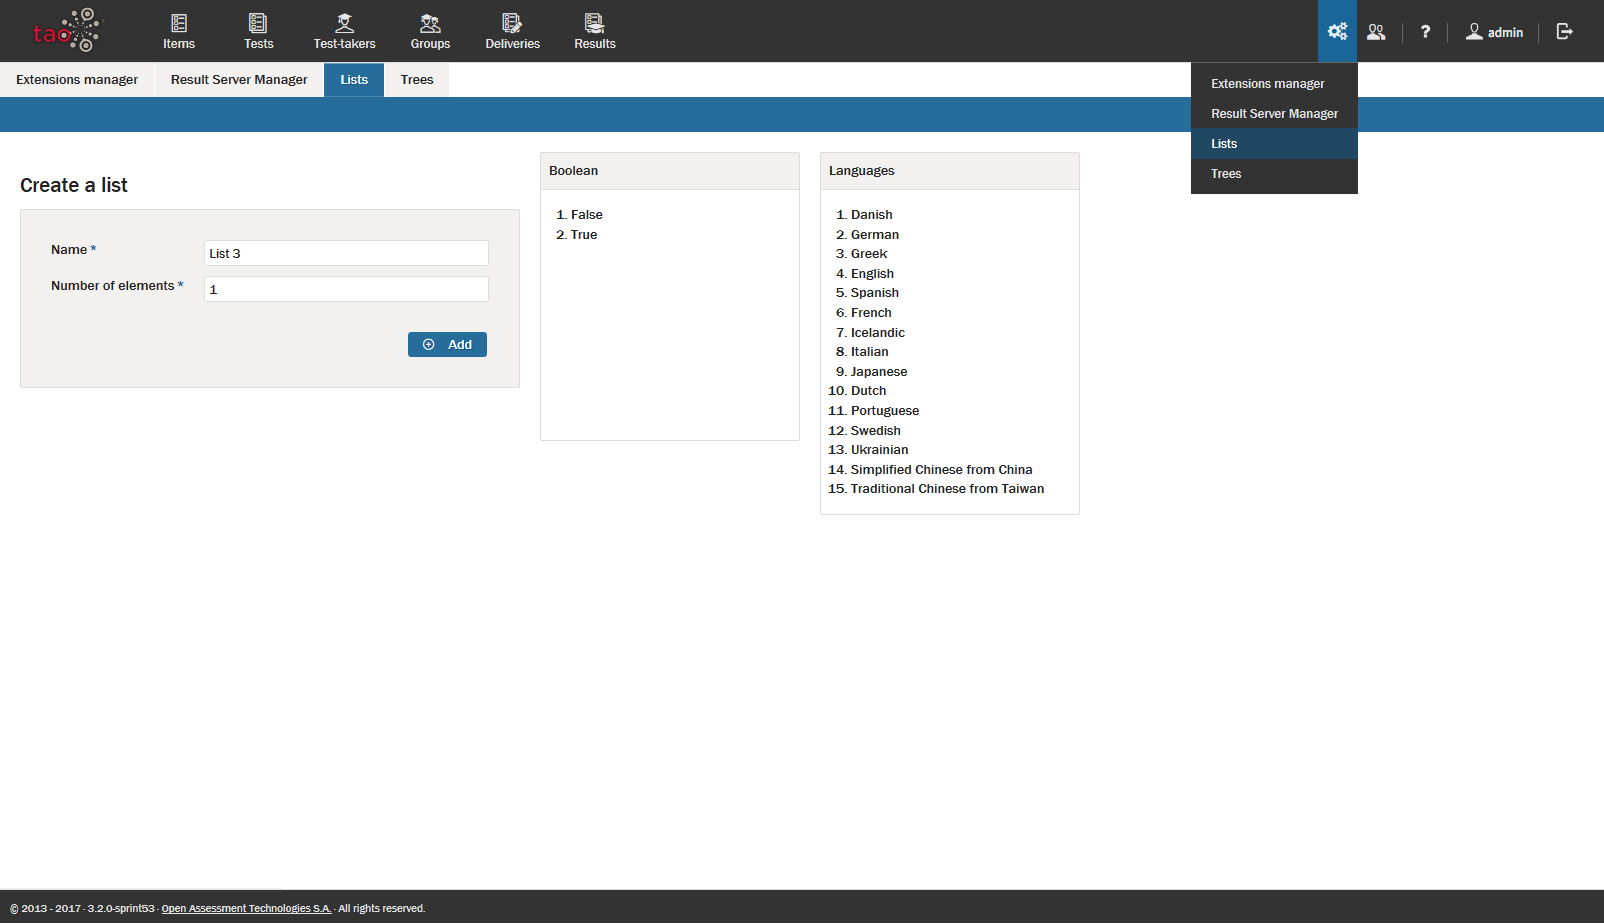 tao
Items
Tests
Test-takers
Groups
Deliveries
Results
?
admin
Extensions manager
Result Server Manager
Lists
Trees
Extensions manager
Result Server Manager
Lists
Trees
Create a list
Name *
List 3
Number of elements *
1
Add
Boolean
1. False
2. True
Languages
1. Danish
2. German
3. Greek
4. English
5. Spanish
6. French
7. Icelandic
8. Italian
9. Japanese
10. Dutch
11. Portuguese
12. Swedish
13. Ukrainian
14. Simplified Chinese from China
15. Traditional Chinese from Taiwan
© 2013 - 2017 · 3.2.0-sprint53 · Open Assessment Technologies S.A. · All rights reserved.